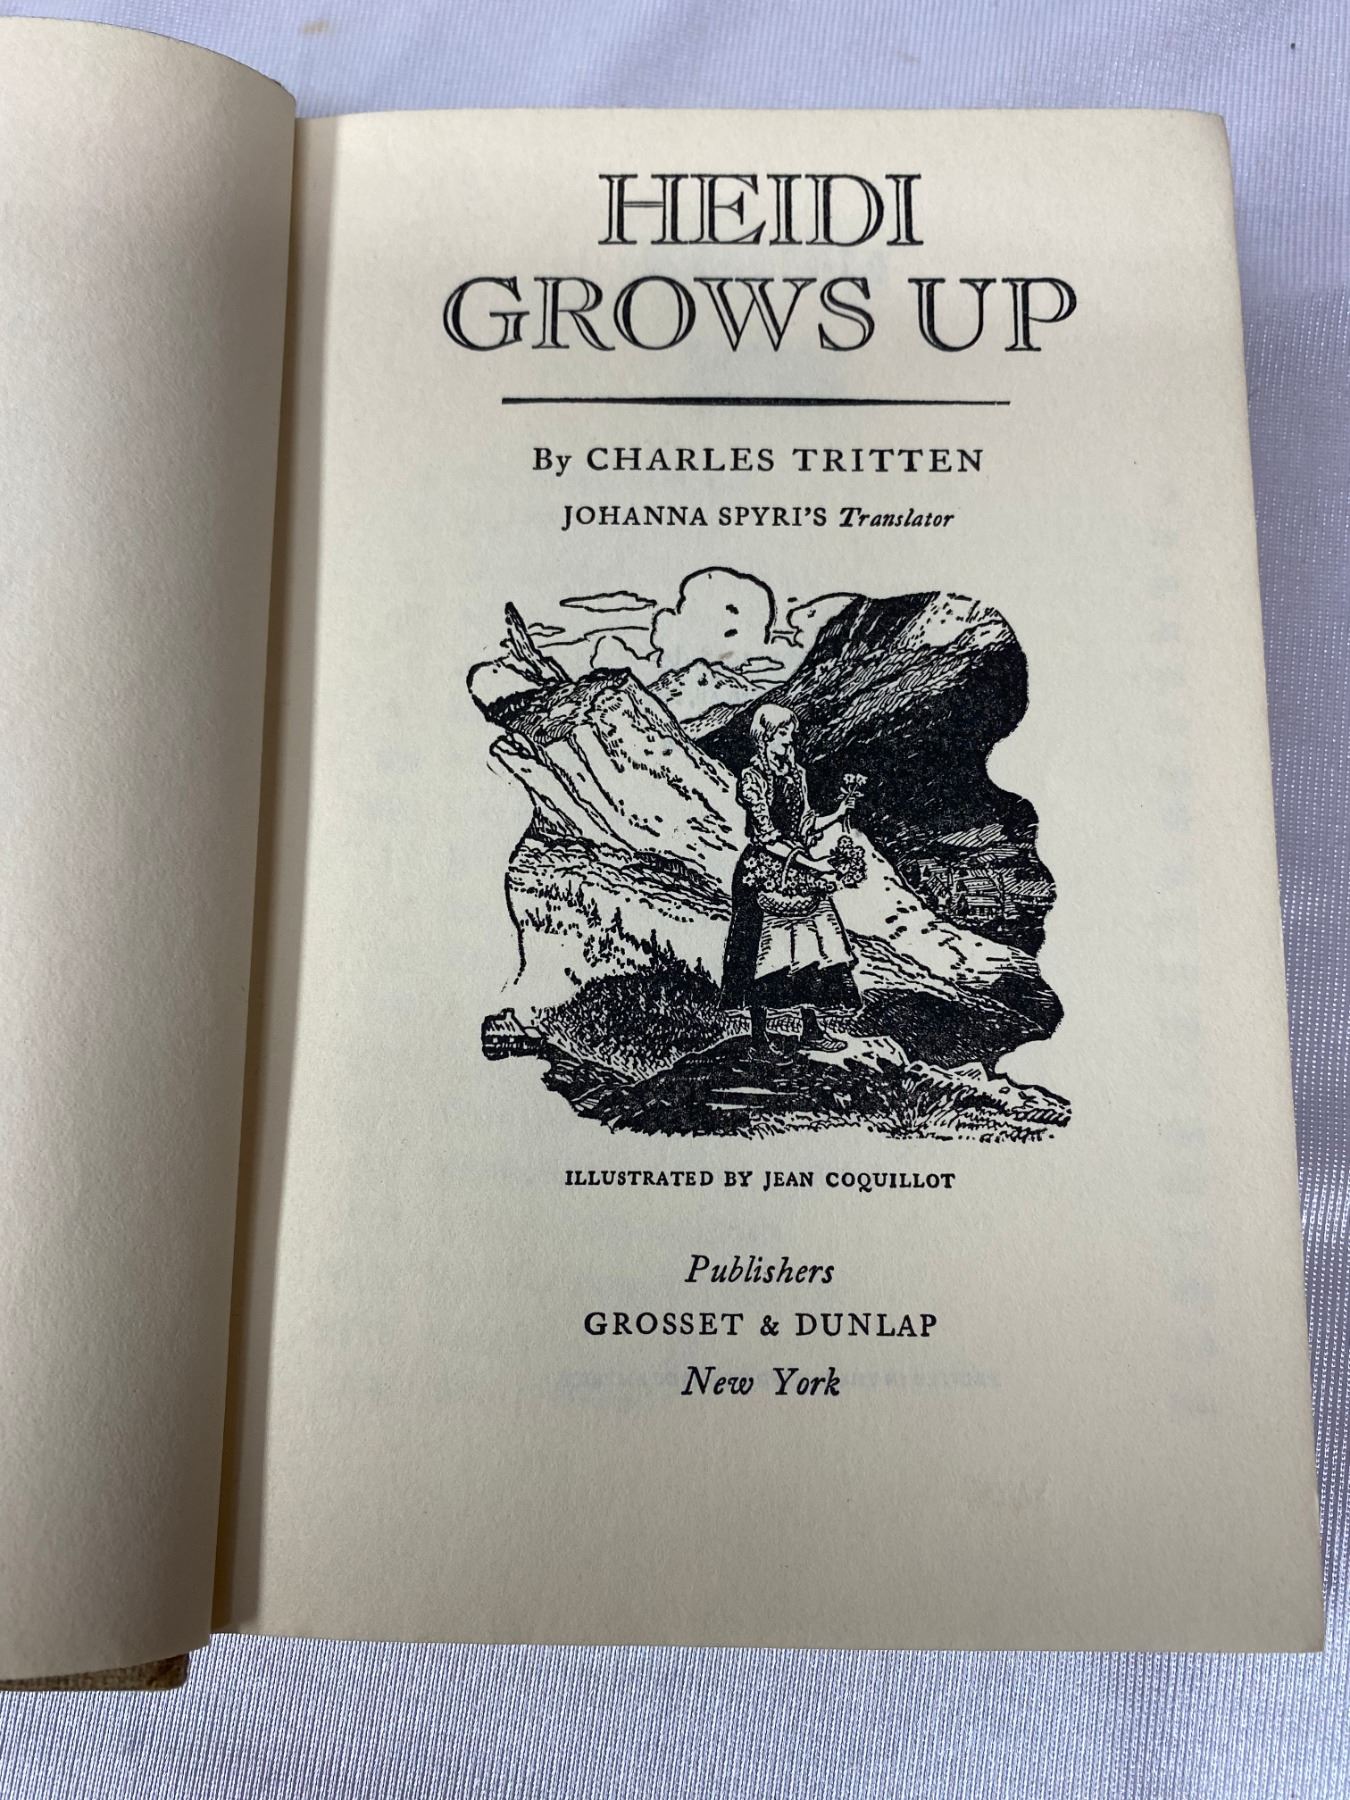 HEIDI
GROWS UP
By CHARLES TRITTEN
JOHANNA SPYRI'S Translator
ILLUSTRATED BY JEAN COQUILLOT
Publishers
GROSSET & DUNLAP
New York